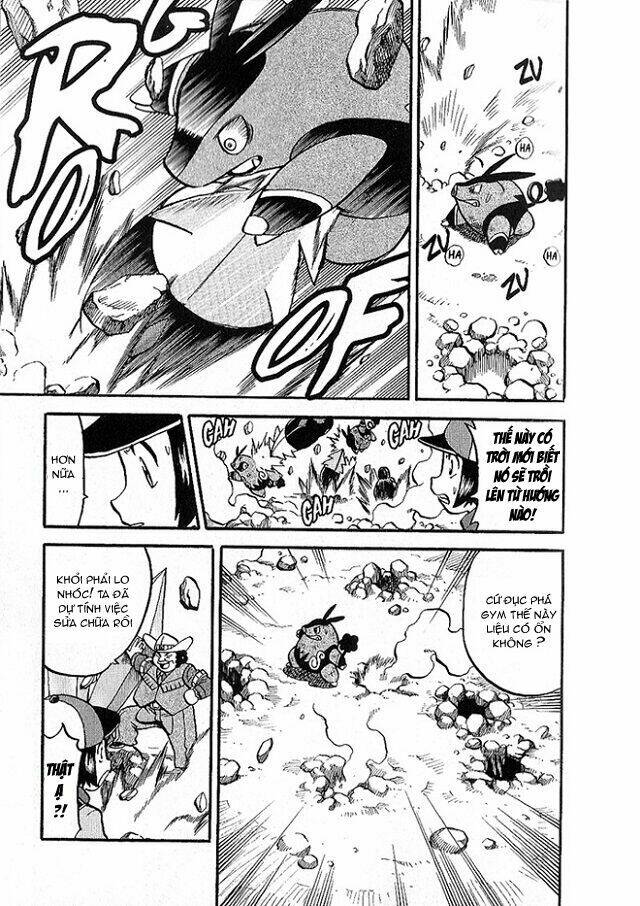 ZU
HA
HA
ZU
HA
ZU
G
R
O
OF
THẾ NÀY CÓ
TRỜI MỚI BIẾT
NÓ SẼ TRỒI
LÊN TỪ HƯỚNG
NÀO!
GAH
GAH
GAH
HƠN
NỮA
...
CỨ ĐỤC PHÁ
GYM THẾ NÀY
LIỆU CÓ ỔN
KHÔNG ?
KHỎI PHẢI LO
NHÓC! TA ĐÃ
DỰ TÍNH VIỆC
SỬA CHỮA RỒI
THẬT
Ạ
?!